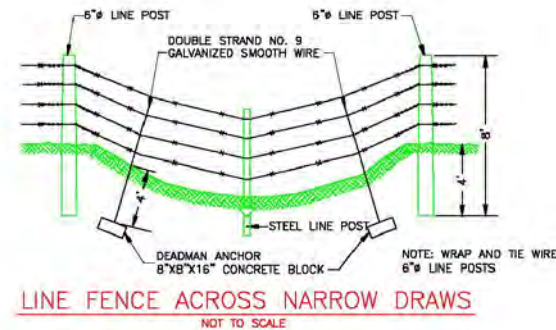 6"ø LINE POST
6"ø LINE POST
DOUBLE STRAND NO. 9
GALVANIZED SMOOTH WIRE
8'
4'
4'
STEEL LINE POST
DEADMAN ANCHOR
8"X8"X16" CONCRETE BLOCK
NOTE: WRAP AND TIE WIRE
6"ø LINE POSTS
LINE FENCE ACROSS NARROW DRAWS
NOT TO SCALE